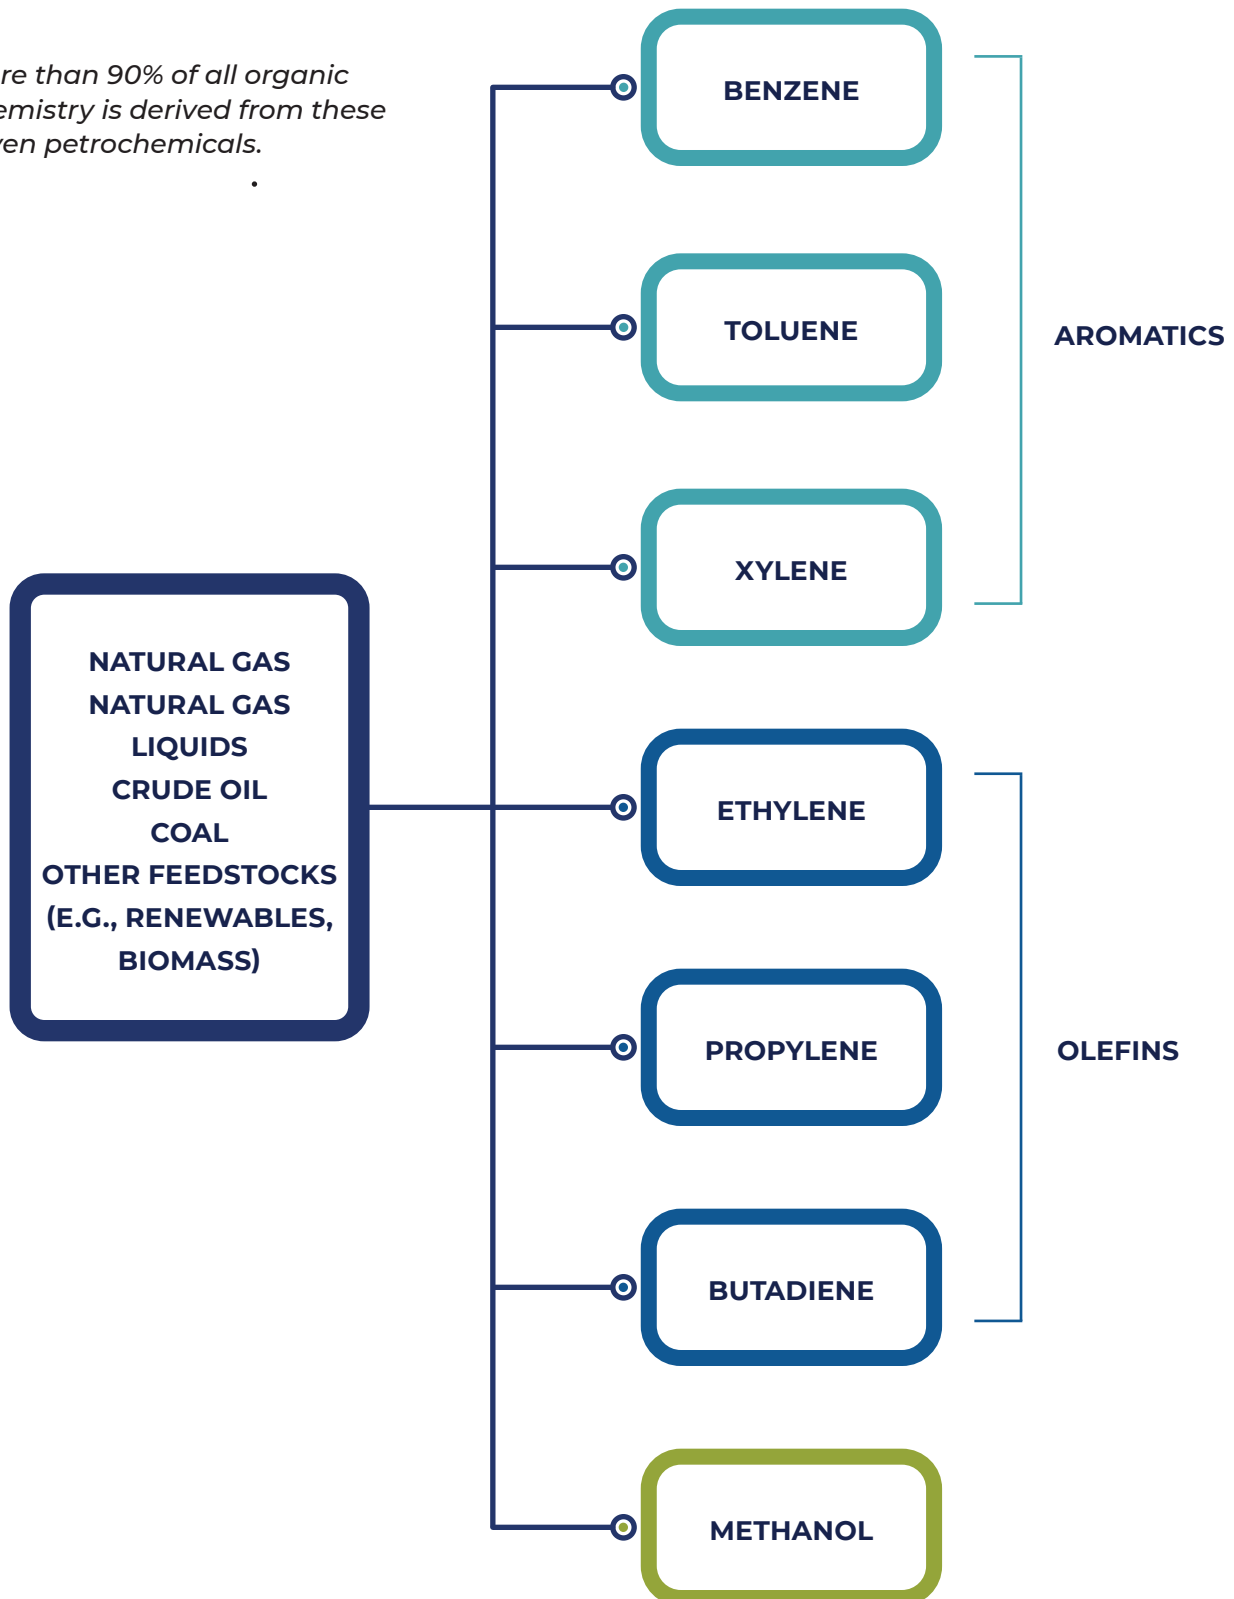 re than 90% of all organic
emistry is derived from these
ven petrochemicals.
.
BENZENE
TOLUENE
AROMATICS
XYLENE
NATURAL GAS
NATURAL GAS
LIQUIDS
CRUDE OIL
COAL
OTHER FEEDSTOCKS
(E.G., RENEWABLES,
BIOMASS)
ETHYLENE
PROPYLENE
OLEFINS
BUTADIENE
METHANOL